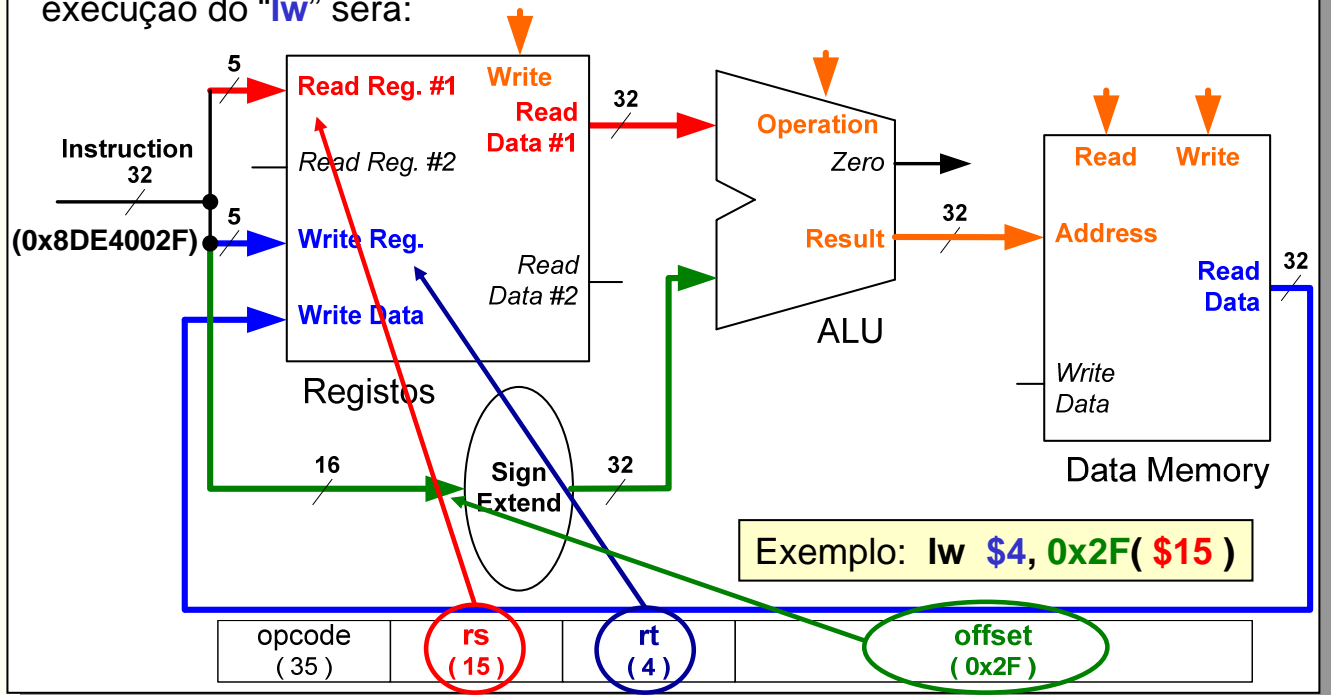 execução do “lw” será:
5
Read Reg. #1
Write
Read
Data #1
32
Operation
Zero
Read
Write
Instruction
32
Read Reg. #2
(0x8DE4002F)
5
Write Reg.
Result
32
Address
Read
Data #2
Read
Data
32
Write Data
ALU
Registos
Write
Data
16
Sign
Extend
32
Data Memory
Exemplo: lw $4, 0x2F( $15 )
opcode
( 35 )
rs
( 15 )
rt
( 4 )
offset
( 0x2F )